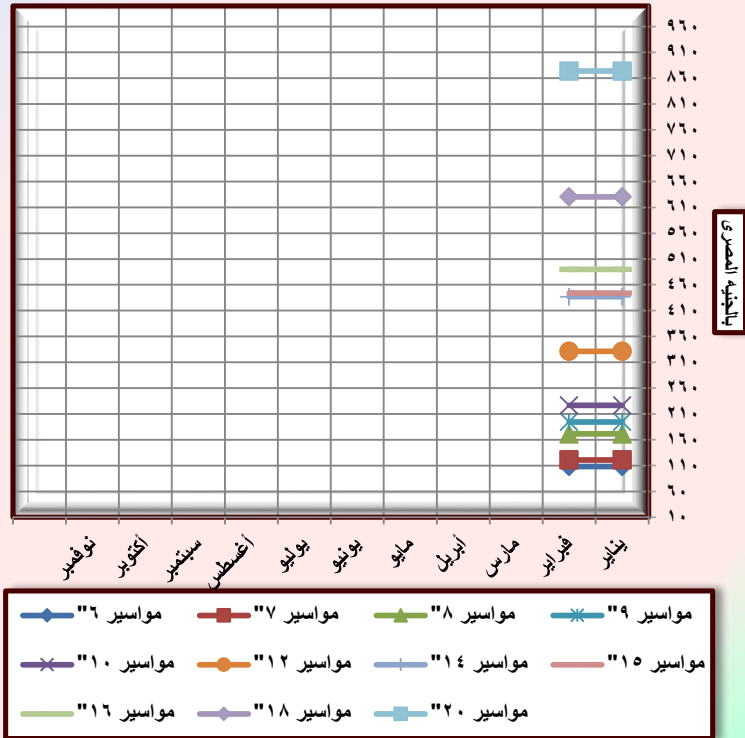 ٩٦٠
٩١٠
٨٦٠
٨١٠
٧٦٠
٧١٠
٦٦٠
٦١٠
٥٦٠
٥١٠
٤٦٠
٤١٠
٣٦٠
٣١٠
٢٦٠
٢١٠
١٦٠
١١٠
٦٠
١٠
بالجنيه المصرى
يناير
فبراير
مارس
أبريل
مايو
يونيو
يوليو
أغسطس
سبتمبر
أكتوبر
نوفمبر
مواسير ٦"
مواسير ٧"
مواسير ٨"
مواسير ٩"
مواسير ١٠"
مواسير ١٢"
مواسير ١٤"
مواسير ١٥"
مواسير ١٦"
مواسير ١٨"
مواسير ٢٠"